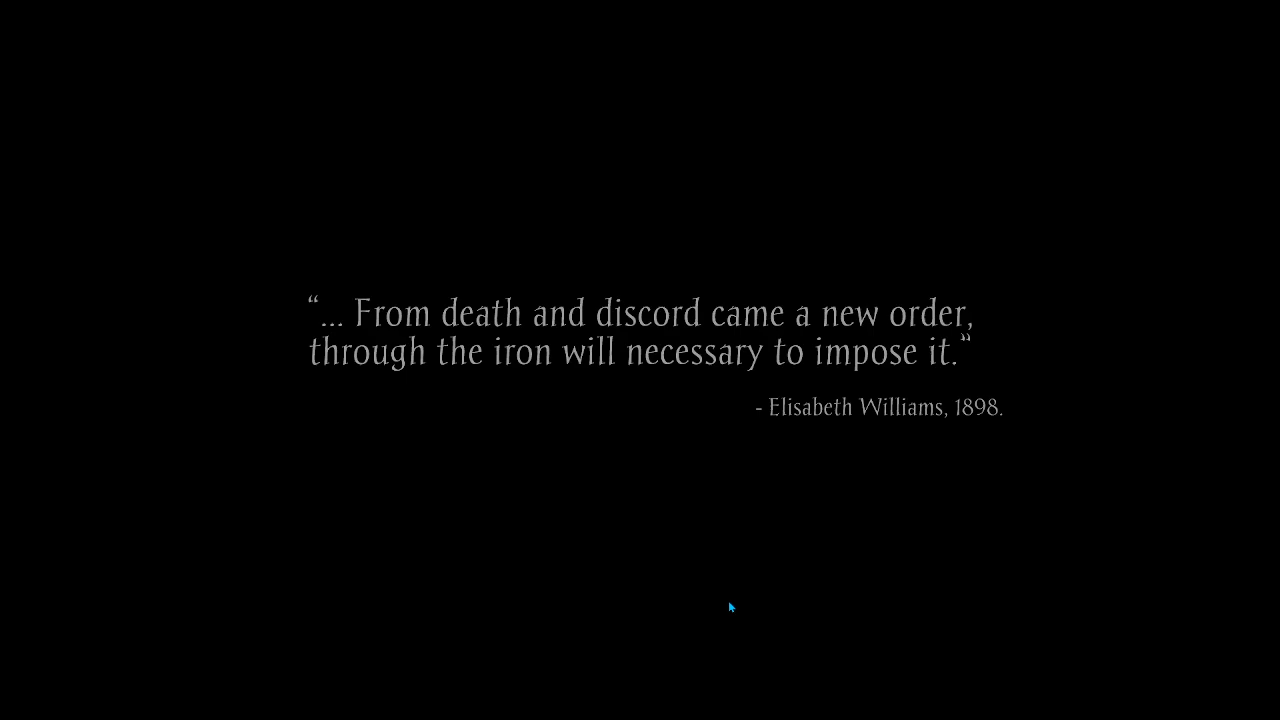 “... From death and discord came a new order,
through the iron will necessary to impose it.”
- Elisabeth Williams, 1898.